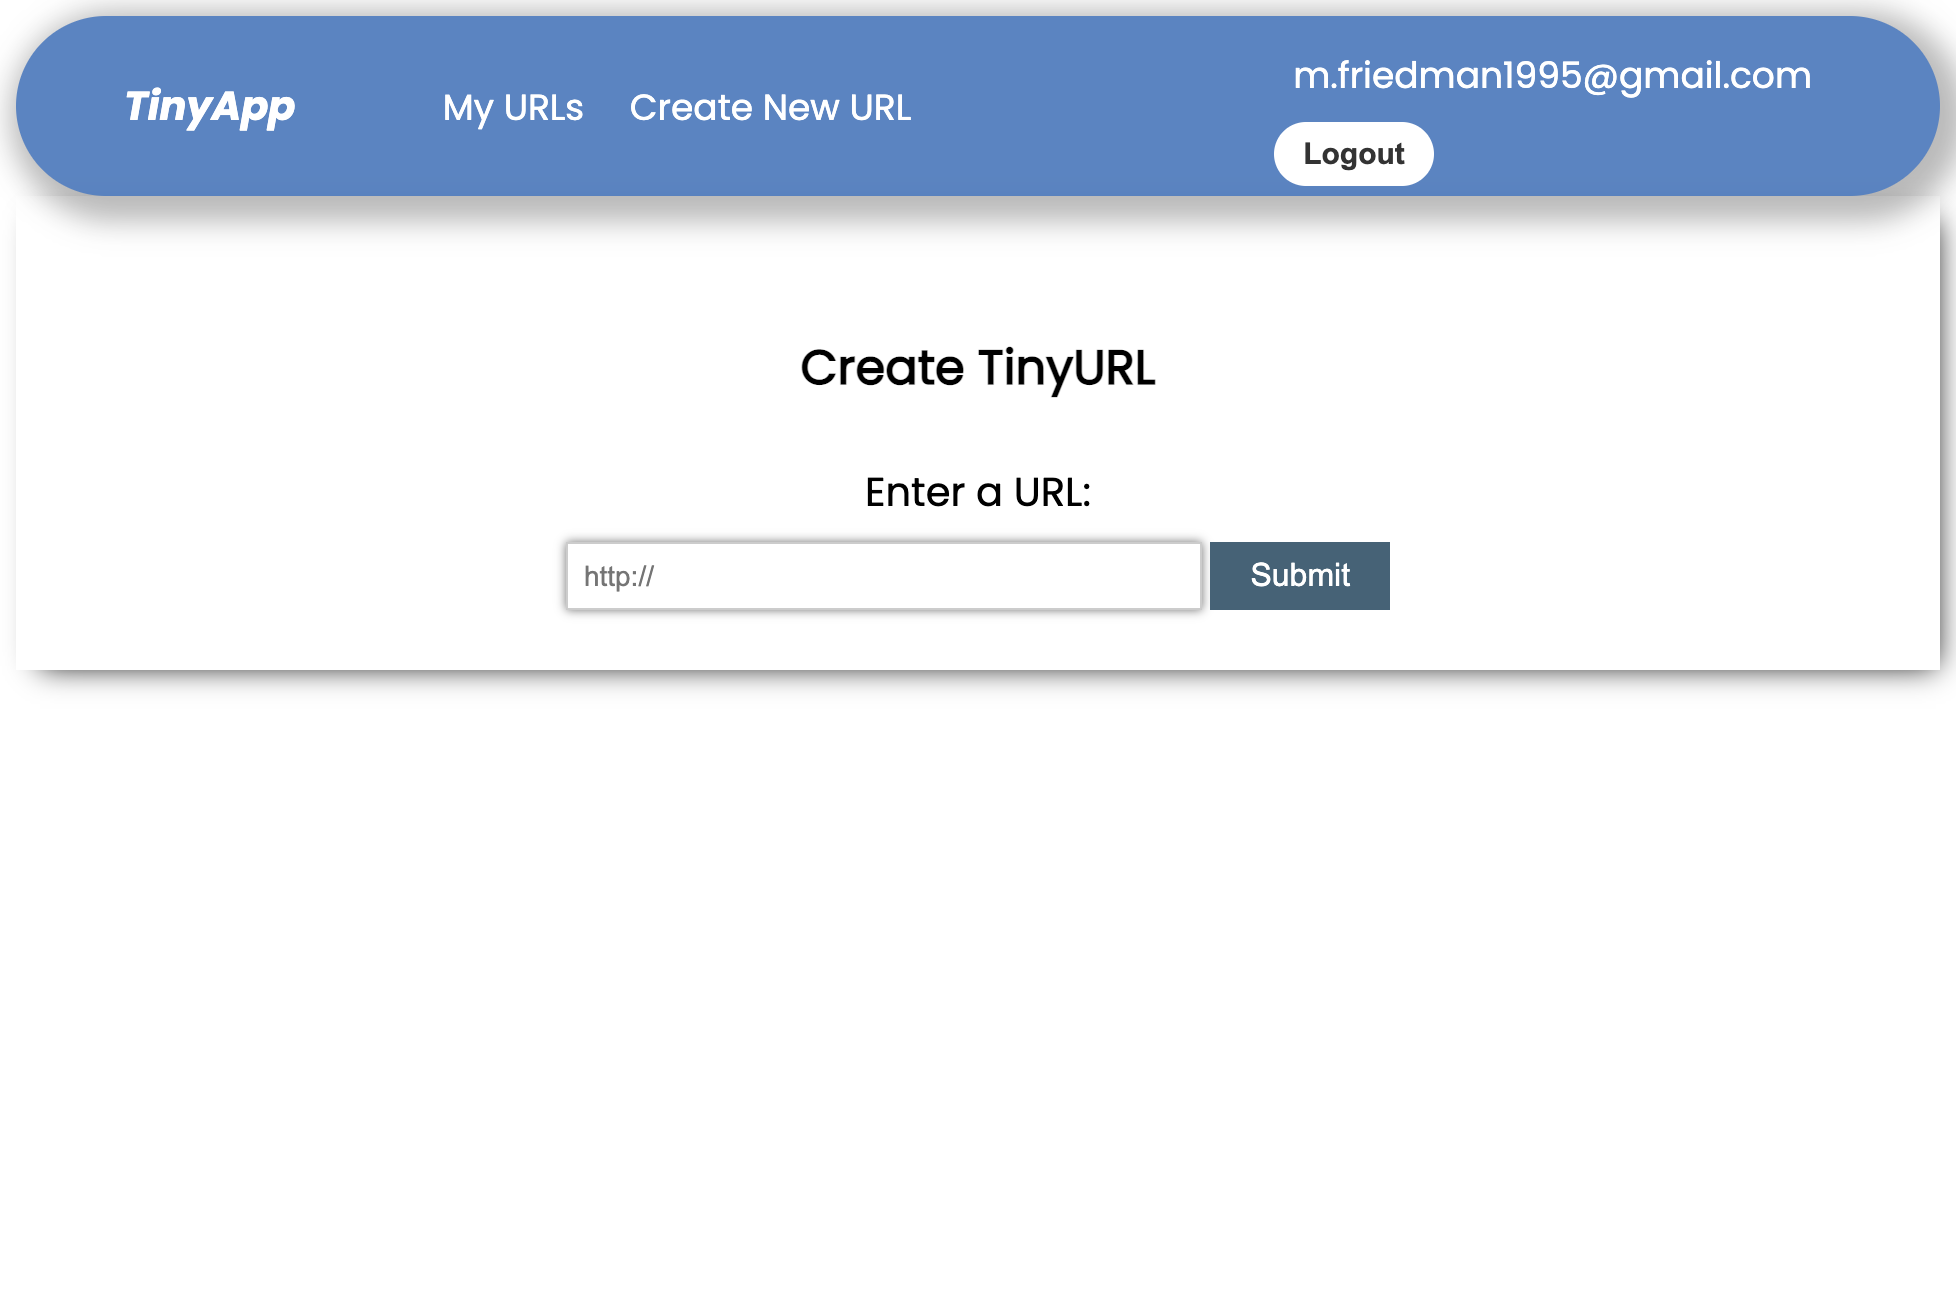 TinyApp
My URLs
Create New URL
m.friedman1995@gmail.com
Logout
Create TinyURL
Enter a URL:
http://
Submit